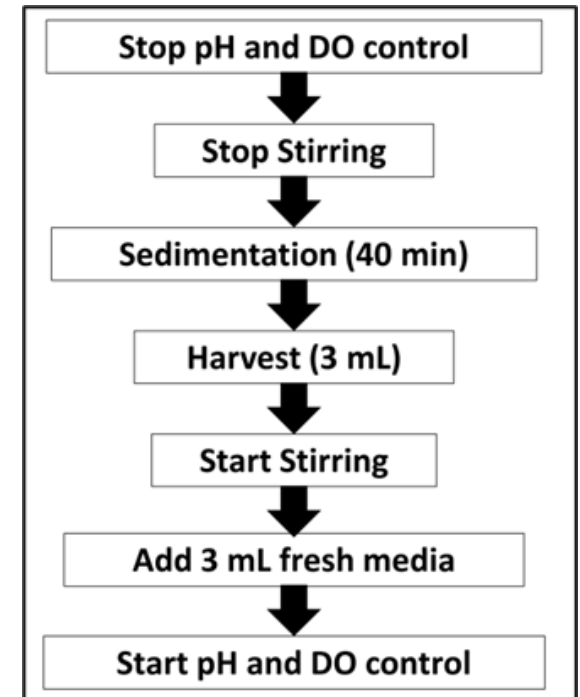 Stop pH and DO control
Stop Stirring
Sedimentation (40 min)
Harvest (3 mL)
Start Stirring
Add 3 mL fresh media
Start pH and DO control